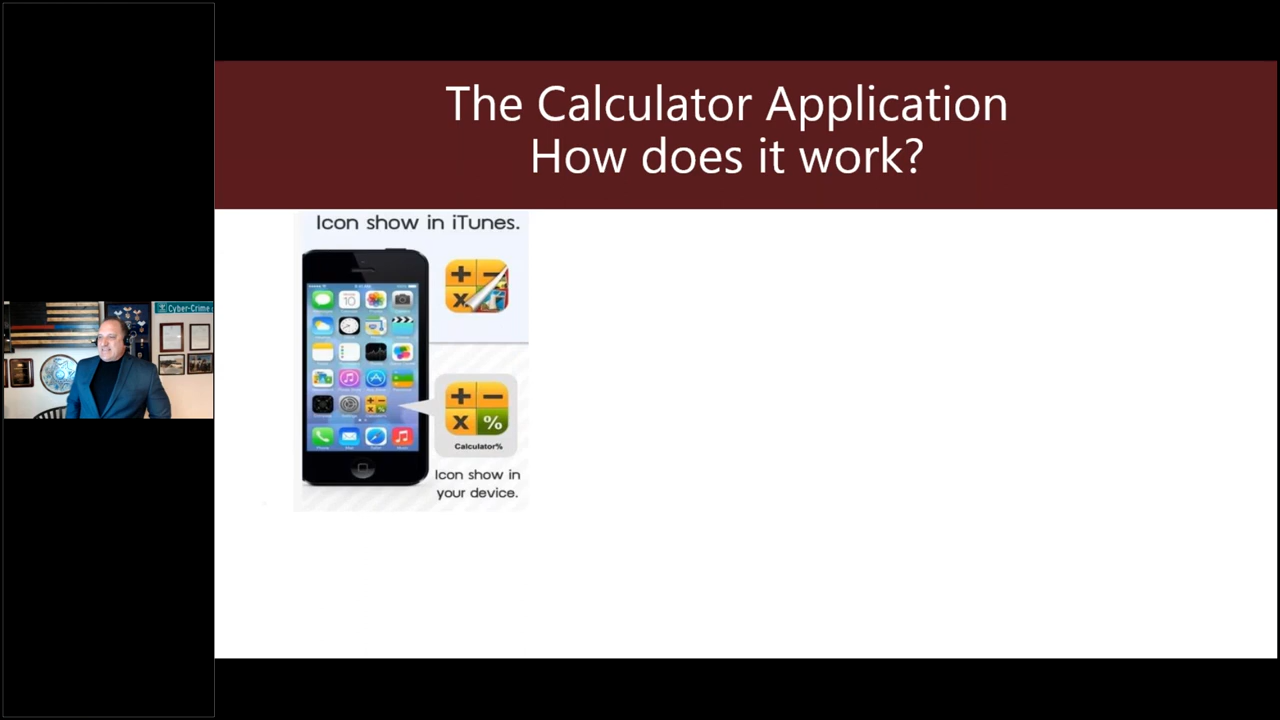 The Calculator Application
How does it work?
Icon show in iTunes.
Calculator%
Icon show in
your device.
Cyber-Crime